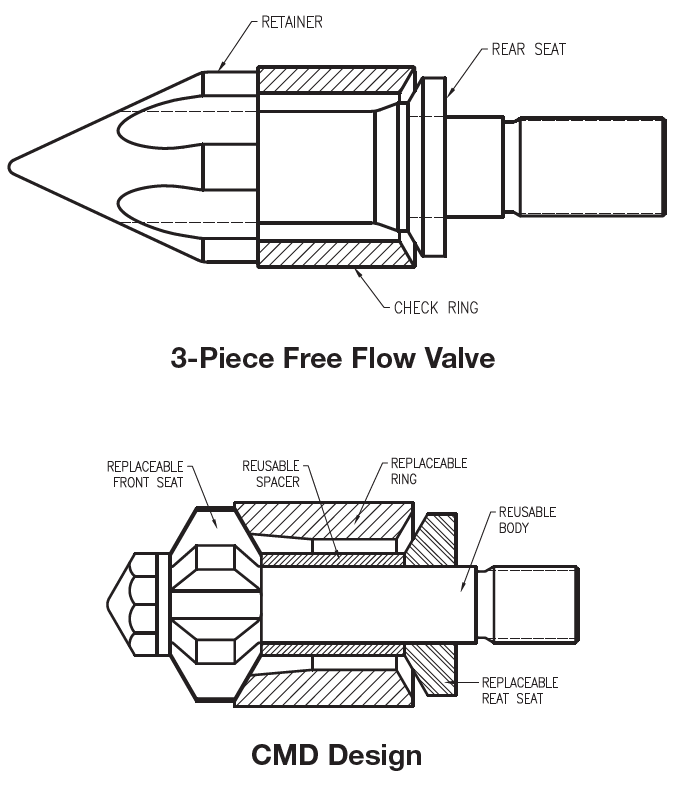 RETAINER
REAR SEAT
CHECK RING
3-Piece Free Flow Valve
REPLACEABLE
FRONT SEAT
REUSABLE
SPACER
REPLACEABLE
RING
REUSABLE
BODY
REPLACEABLE
REAT SEAT
CMD Design